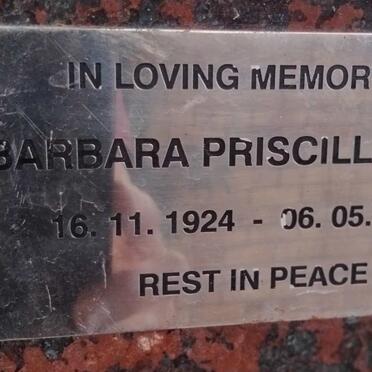 IN LOVING MEMOR
BARBARA PRISCILL
16. 11. 1924 - 06. 05.
REST IN PEACE